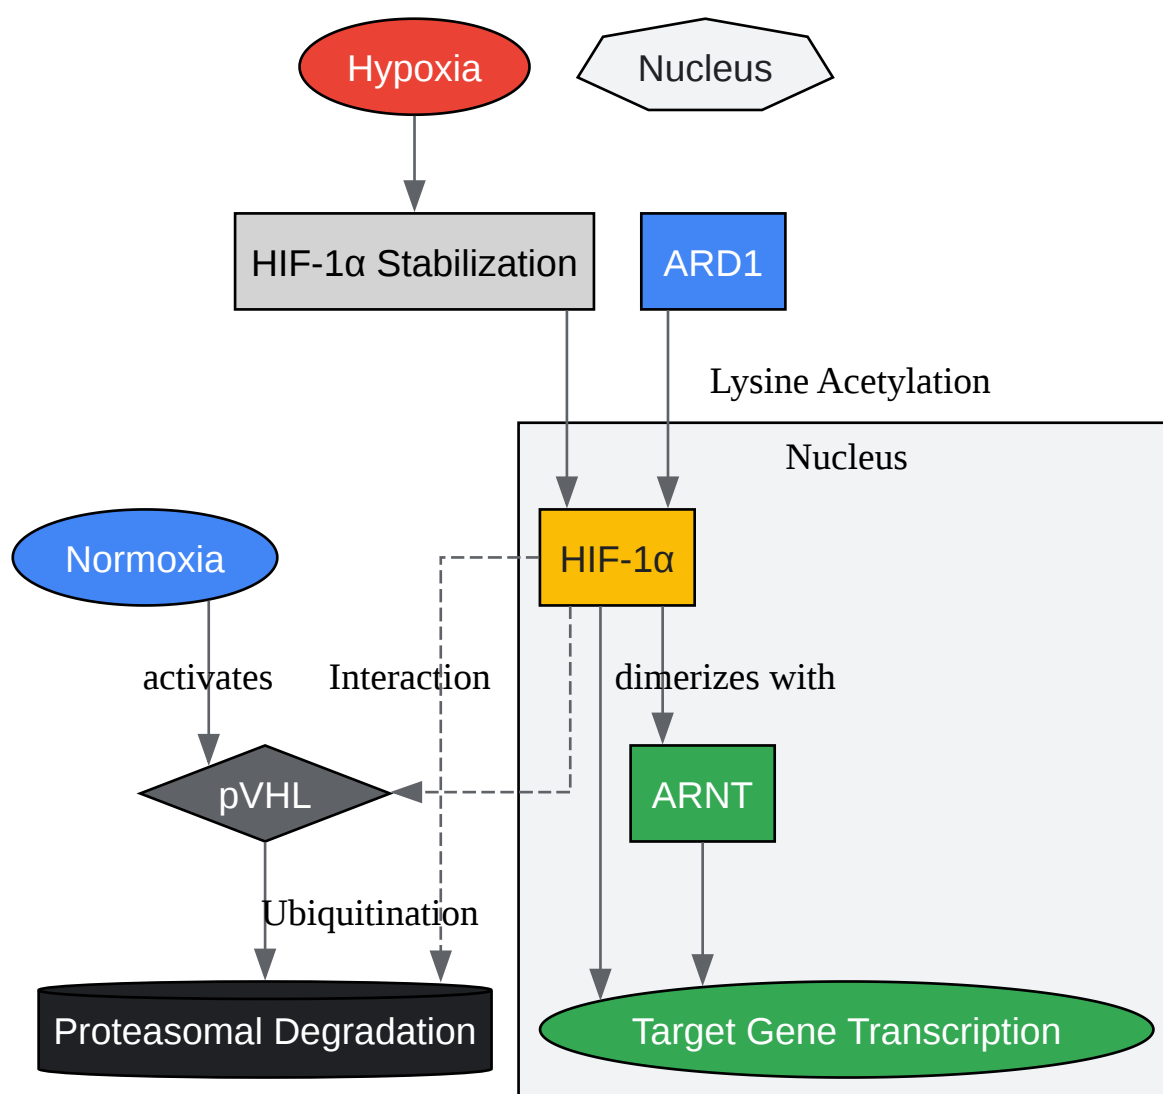 Hypoxia
Nucleus
HIF-1α Stabilization
ARD1
Lysine Acetylation
Nucleus
Normoxia
HIF-1α
activates
Interaction
dimerizes with
pVHL
ARNT
Ubiquitination
Proteasomal Degradation
Target Gene Transcription